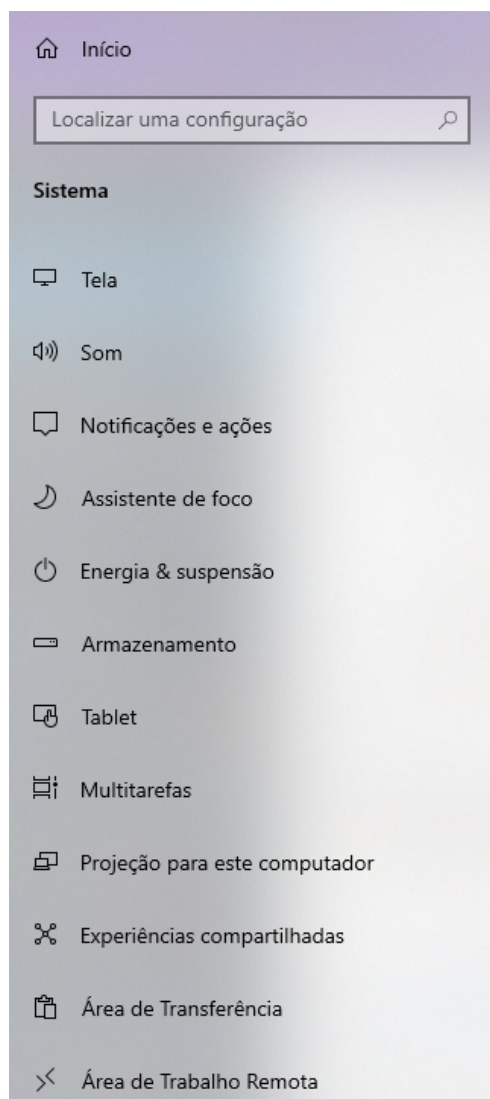 Início
Localizar uma configuração
Sistema
Tela
Som
Notificações e ações
Assistente de foco
Energia & suspensão
Armazenamento
Tablet
Multitarefas
Projeção para este computador
Experiências compartilhadas
Área de Transferência
Área de Trabalho Remota